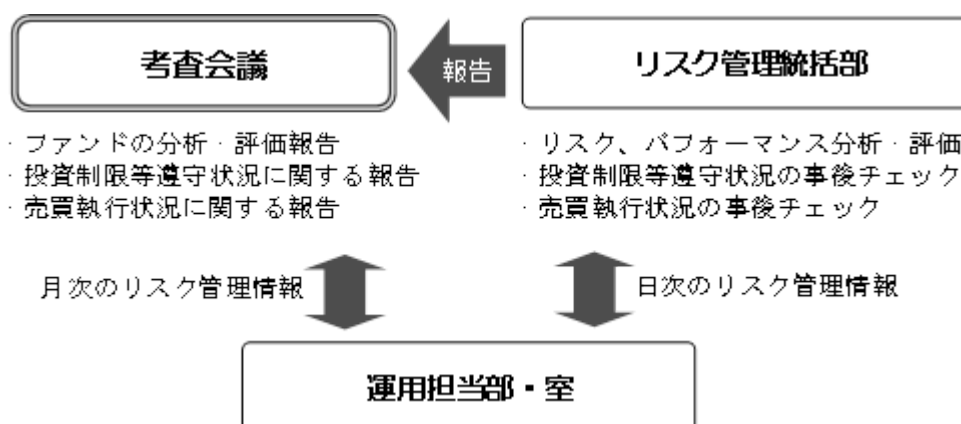 考査会議
報告
リスク管理統括部
・ファンドの分析・評価報告
・投資制限等遵守状況に関する報告
・売買執行状況に関する報告
・リスク、パフォーマンス分析・評価
・投資制限等遵守状況の事後チェック
・売買執行状況の事後チェック
月次のリスク管理情報
日次のリスク管理情報
運用担当部・室